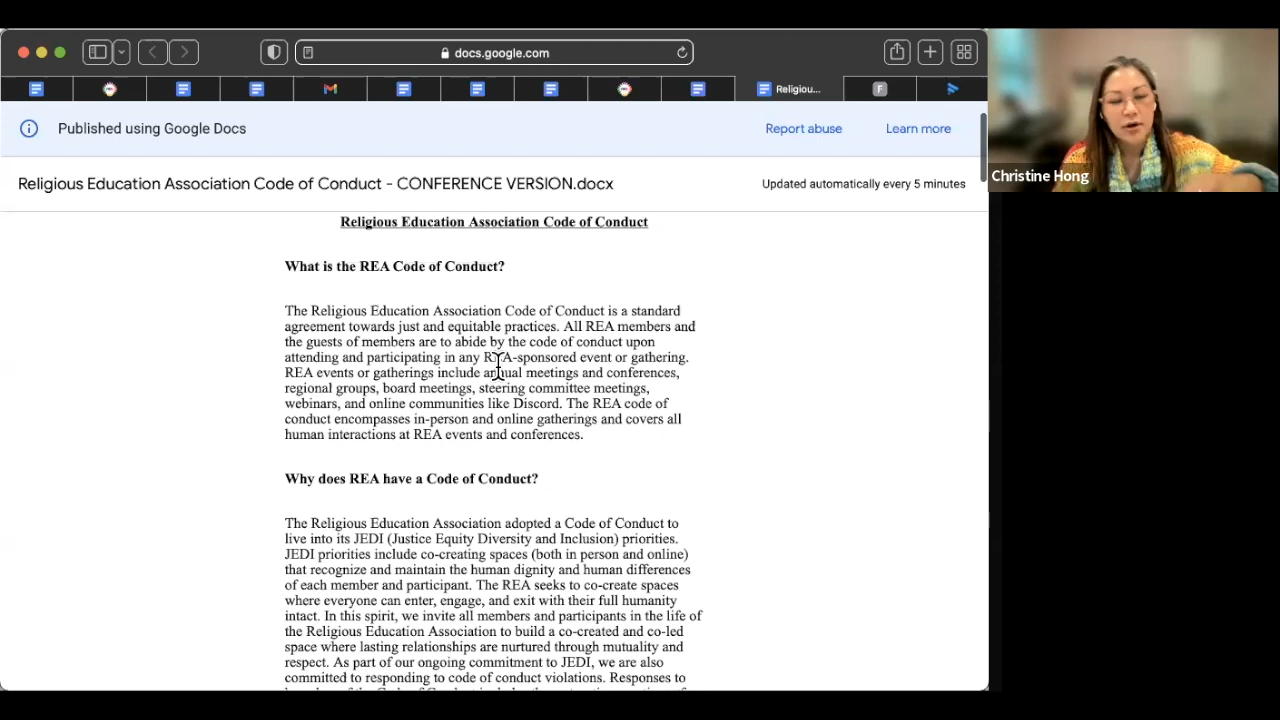 docs.google.com
Religiou...
F
Published using Google Docs
Report abuse
Learn more
Religious Education Association Code of Conduct - CONFERENCE VERSION.docx
Updated automatically every 5 minutes
Christine Hong
Religious Education Association Code of Conduct
What is the REA Code of Conduct?
The Religious Education Association Code of Conduct is a standard
agreement towards just and equitable practices. All REA members and
the guests of members are to abide by the code of conduct upon
attending and participating in any REA-sponsored event or gathering.
REA events or gatherings include annual meetings and conferences,
regional groups, board meetings, steering committee meetings,
webinars, and online communities like Discord. The REA code of
conduct encompasses in-person and online gatherings and covers all
human interactions at REA events and conferences.
Why does REA have a Code of Conduct?
The Religious Education Association adopted a Code of Conduct to
live into its JEDI (Justice Equity Diversity and Inclusion) priorities.
JEDI priorities include co-creating spaces (both in person and online)
that recognize and maintain the human dignity and human differences
of each member and participant. The REA seeks to co-create spaces
where everyone can enter, engage, and exit with their full humanity
intact. In this spirit, we invite all members and participants in the life of
the Religious Education Association to build a co-created and co-led
space where lasting relationships are nurtured through mutuality and
respect. As part of our ongoing commitment to JEDI, we are also
committed to responding to code of conduct violations. Responses to